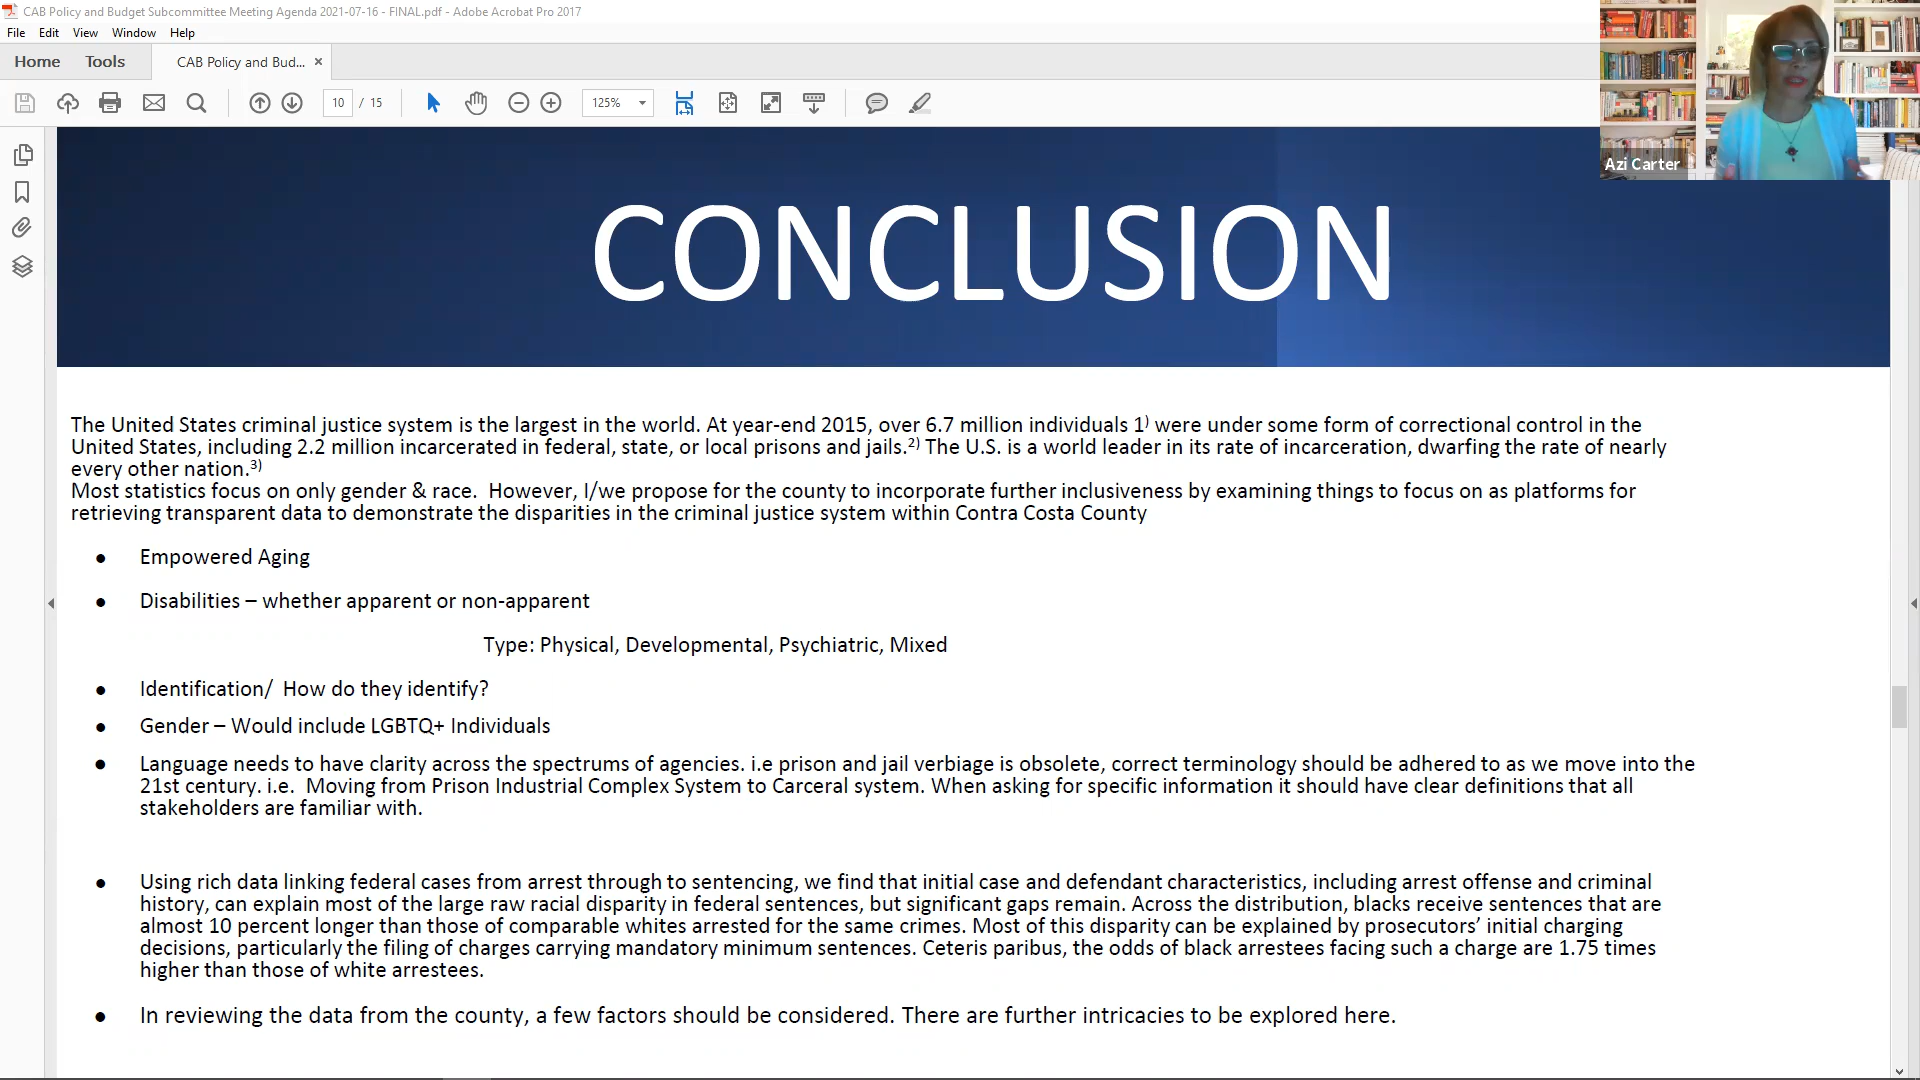 CAB Policy and Budget Subcommittee Meeting Agenda 2021-07-16 - FINAL.pdf - Adobe Acrobat Pro 2017
File Edit View Window Help
Home Tools CAB Policy and Bud... ×
10 / 15 125%
Azi Carter
CONCLUSION
The United States criminal justice system is the largest in the world. At year-end 2015, over 6.7 million individuals 1) were under some form of correctional control in the
United States, including 2.2 million incarcerated in federal, state, or local prisons and jails.2) The U.S. is a world leader in its rate of incarceration, dwarfing the rate of nearly
every other nation.3)
Most statistics focus on only gender & race. However, I/we propose for the county to incorporate further inclusiveness by examining things to focus on as platforms for
retrieving transparent data to demonstrate the disparities in the criminal justice system within Contra Costa County
● Empowered Aging
● Disabilities – whether apparent or non-apparent
Type: Physical, Developmental, Psychiatric, Mixed
● Identification/ How do they identify?
● Gender – Would include LGBTQ+ Individuals
● Language needs to have clarity across the spectrums of agencies. i.e prison and jail verbiage is obsolete, correct terminology should be adhered to as we move into the
21st century. i.e. Moving from Prison Industrial Complex System to Carceral system. When asking for specific information it should have clear definitions that all
stakeholders are familiar with.
● Using rich data linking federal cases from arrest through to sentencing, we find that initial case and defendant characteristics, including arrest offense and criminal
history, can explain most of the large raw racial disparity in federal sentences, but significant gaps remain. Across the distribution, blacks receive sentences that are
almost 10 percent longer than those of comparable whites arrested for the same crimes. Most of this disparity can be explained by prosecutors’ initial charging
decisions, particularly the filing of charges carrying mandatory minimum sentences. Ceteris paribus, the odds of black arrestees facing such a charge are 1.75 times
higher than those of white arrestees.
● In reviewing the data from the county, a few factors should be considered. There are further intricacies to be explored here.